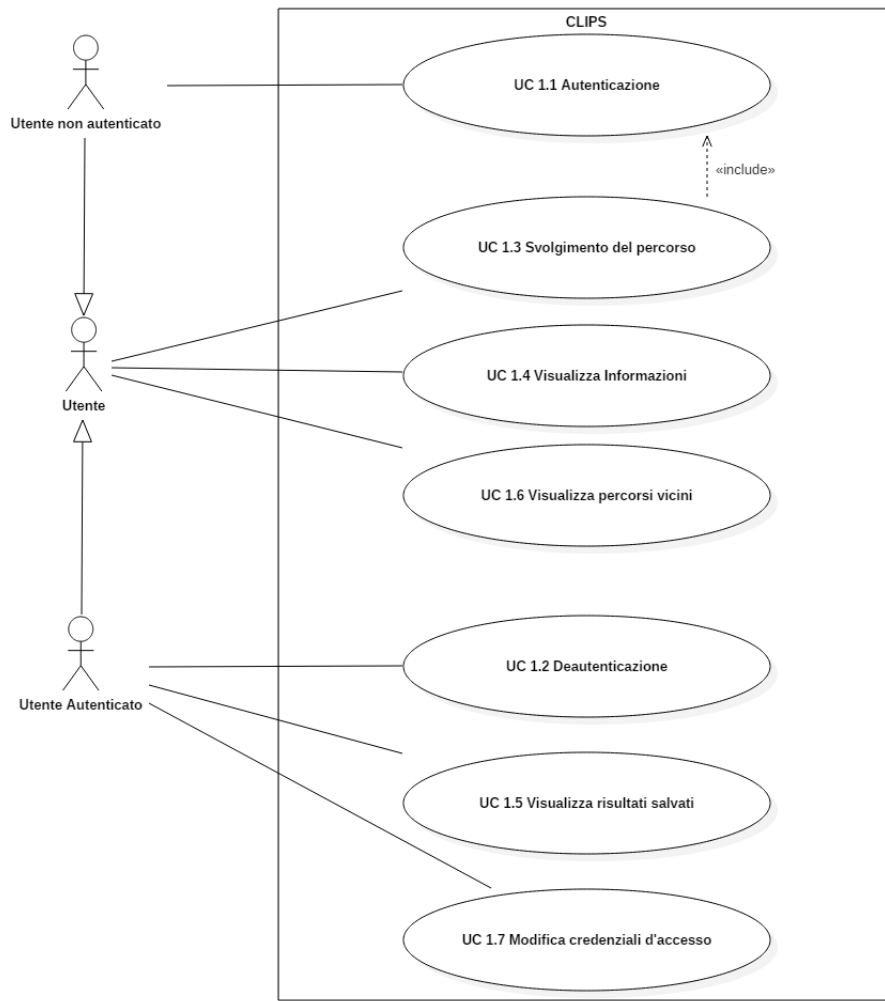 CLIPS
UC 1.1 Autenticazione
Utente non autenticato
«include»
UC 1.3 Svolgimento del percorso
UC 1.4 Visualizza Informazioni
Utente
UC 1.6 Visualizza percorsi vicini
UC 1.2 Deautenticazione
Utente Autenticato
UC 1.5 Visualizza risultati salvati
UC 1.7 Modifica credenziali d'accesso